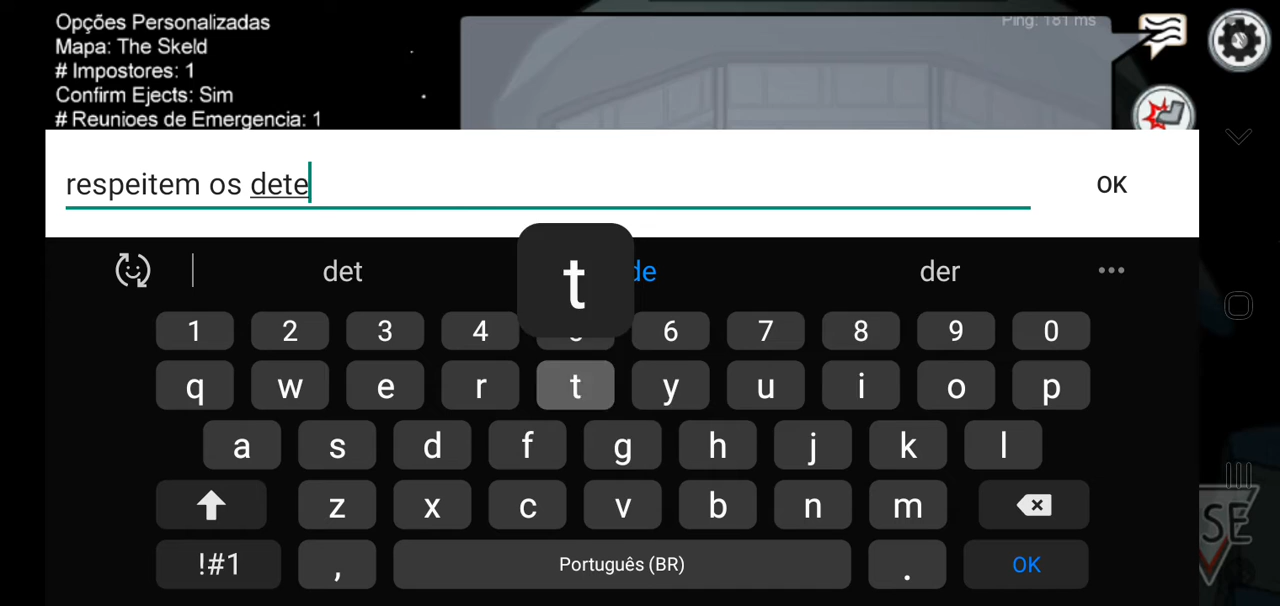 Opções Personalizadas
Mapa: The Skeld
# Impostores: 1
Confirm Ejects: Sim
# Reunioes de Emergencia: 1
Ping: 181 ms
respeitem os dete
OK
det
de
der
t
1 2 3 4 6 7 8 9 0
q w e r t y u i o p
a s d f g h j k l
z x c v b n m
!#1 , Português (BR) . OK
SE